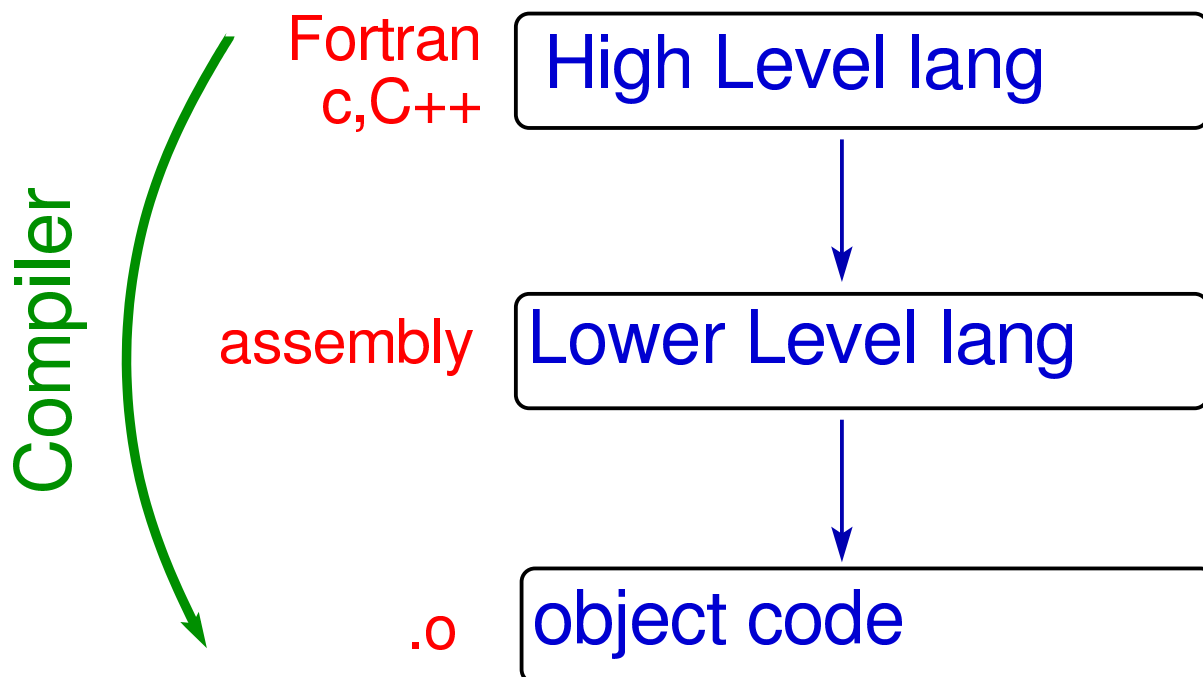 Fortran
c,C++
High Level lang
Compiler
assembly
Lower Level lang
.o
object code